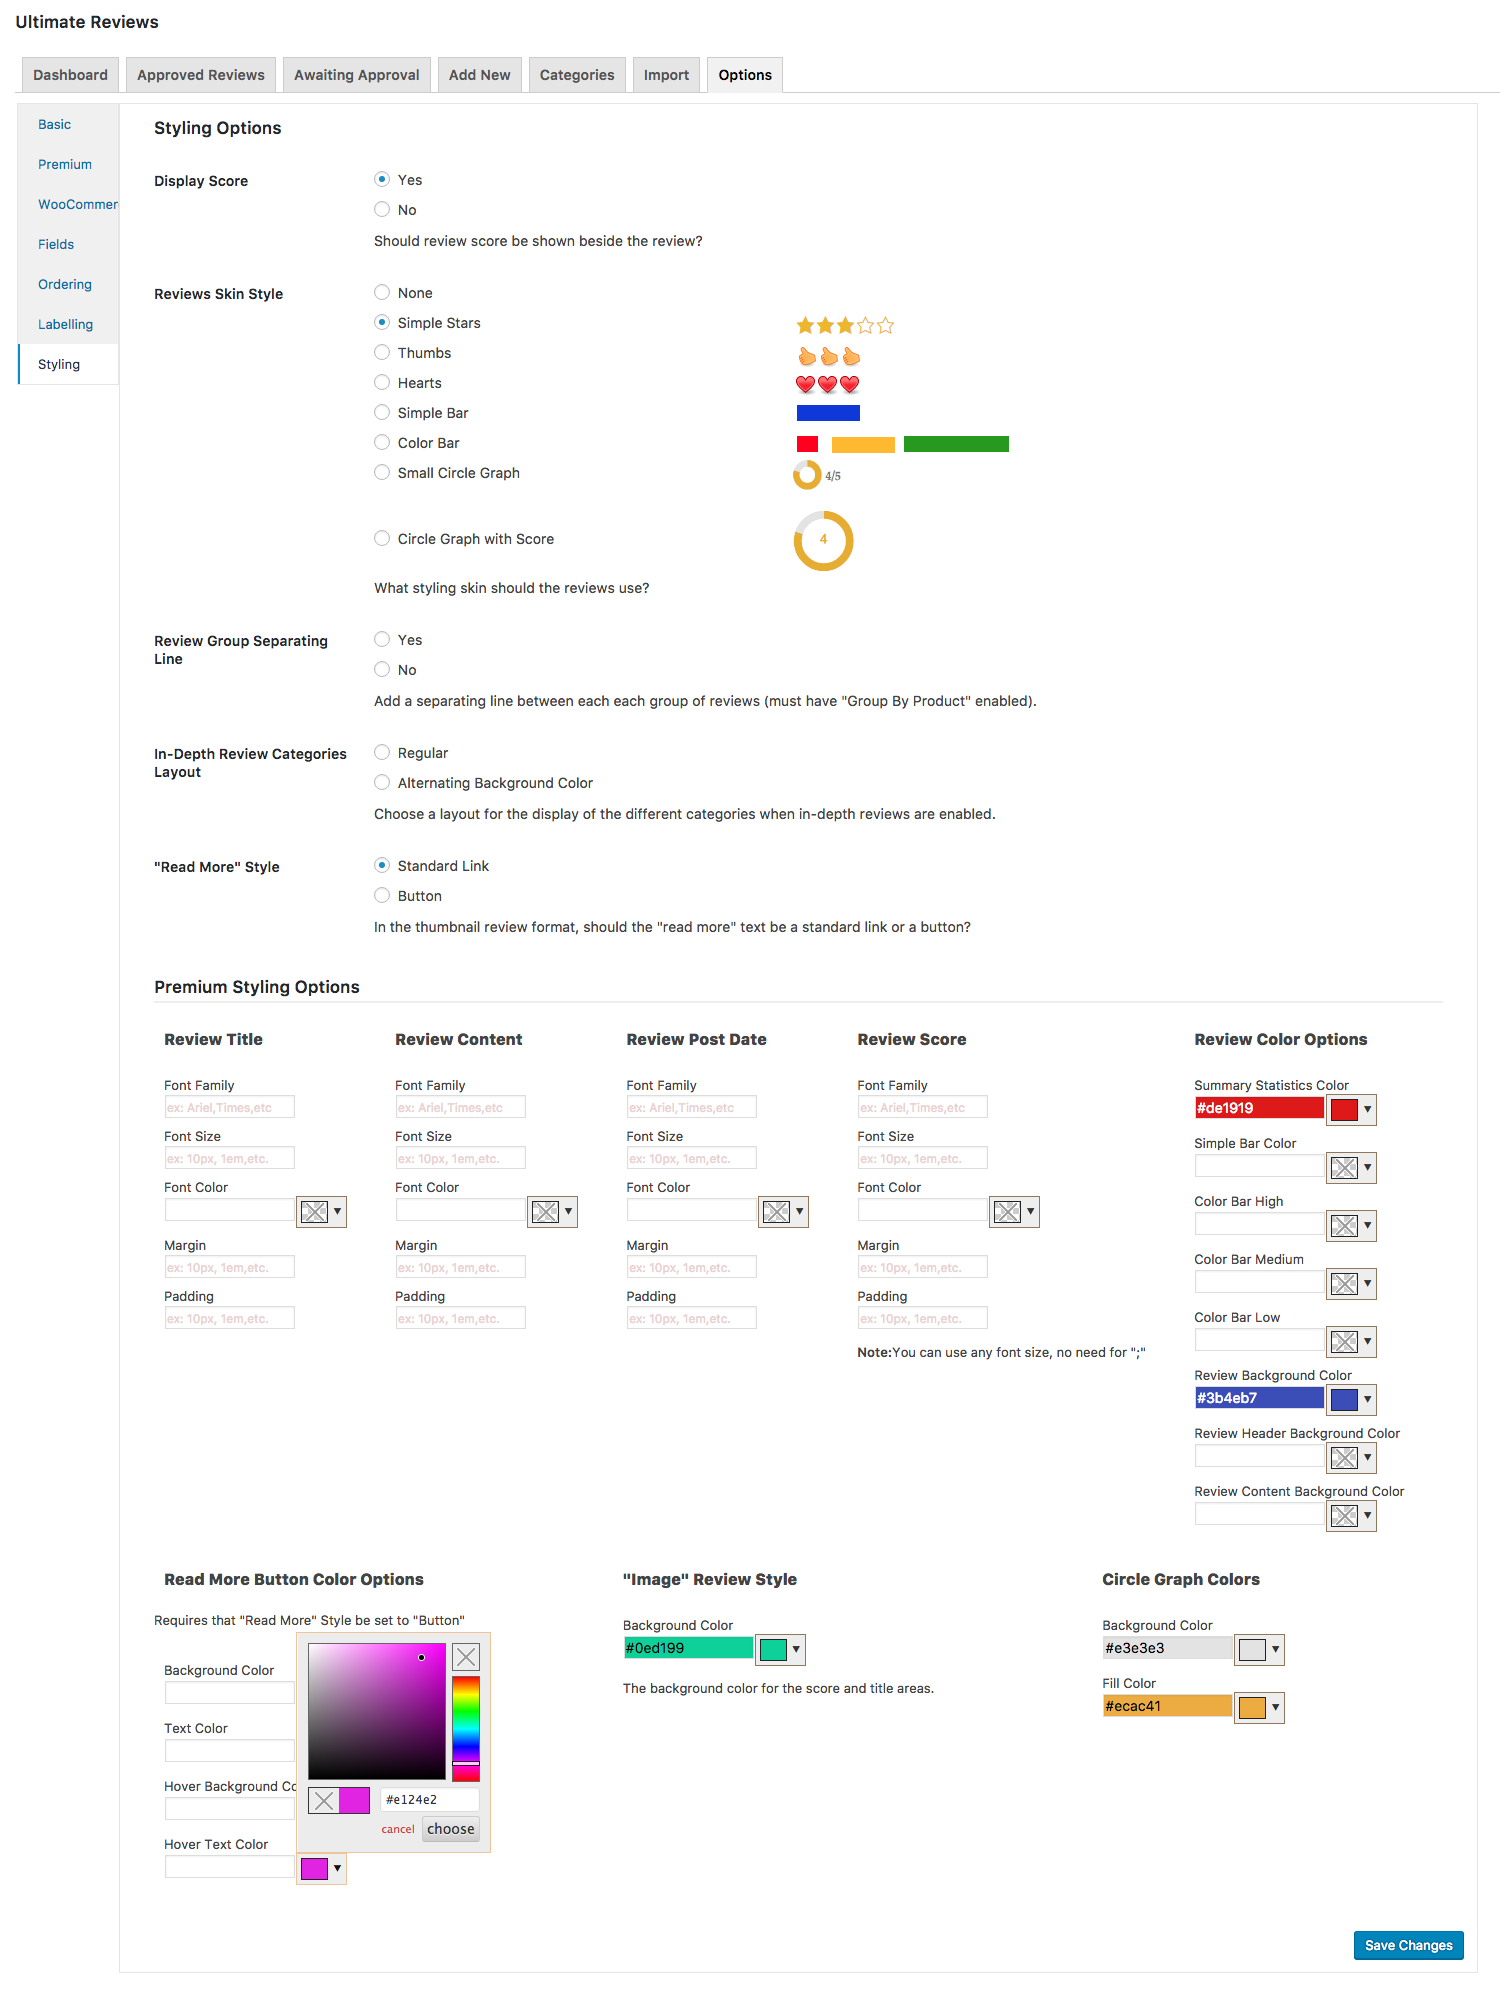 Ultimate Reviews
Dashboard
Approved Reviews
Awaiting Approval
Add New
Categories
Import
Options
Basic
Premium
WooCommer
Fields
Ordering
Labelling
Styling
Styling Options
Display Score
Yes
No
Should review score be shown beside the review?
Reviews Skin Style
None
Simple Stars
Thumbs
Hearts
Simple Bar
Color Bar
Small Circle Graph
4/5
Circle Graph with Score
4
What styling skin should the reviews use?
Review Group Separating
Line
Yes
No
Add a separating line between each each group of reviews (must have "Group By Product" enabled).
In-Depth Review Categories
Layout
Regular
Alternating Background Color
Choose a layout for the display of the different categories when in-depth reviews are enabled.
"Read More" Style
Standard Link
Button
In the thumbnail review format, should the "read more" text be a standard link or a button?
Premium Styling Options
Review Title
Font Family
ex: Ariel,Times,etc
Font Size
ex: 10px, 1em,etc.
Font Color
Margin
ex: 10px, 1em,etc.
Padding
ex: 10px, 1em,etc.
Review Content
Font Family
ex: Ariel,Times,etc
Font Size
ex: 10px, 1em,etc.
Font Color
Margin
ex: 10px, 1em,etc.
Padding
ex: 10px, 1em,etc.
Review Post Date
Font Family
ex: Ariel,Times,etc
Font Size
ex: 10px, 1em,etc.
Font Color
Margin
ex: 10px, 1em,etc.
Padding
ex: 10px, 1em,etc.
Review Score
Font Family
ex: Ariel,Times,etc
Font Size
ex: 10px, 1em,etc.
Font Color
Margin
ex: 10px, 1em,etc.
Padding
ex: 10px, 1em,etc.
Note:You can use any font size, no need for ";"
Review Color Options
Summary Statistics Color
#de1919
Simple Bar Color
Color Bar High
Color Bar Medium
Color Bar Low
Review Background Color
#3b4eb7
Review Header Background Color
Review Content Background Color
Read More Button Color Options
Requires that "Read More" Style be set to "Button"
Background Color
Text Color
Hover Background Co
Hover Text Color
#e124e2
cancel
choose
"Image" Review Style
Background Color
#0ed199
The background color for the score and title areas.
Circle Graph Colors
Background Color
#e3e3e3
Fill Color
#ecac41
Save Changes